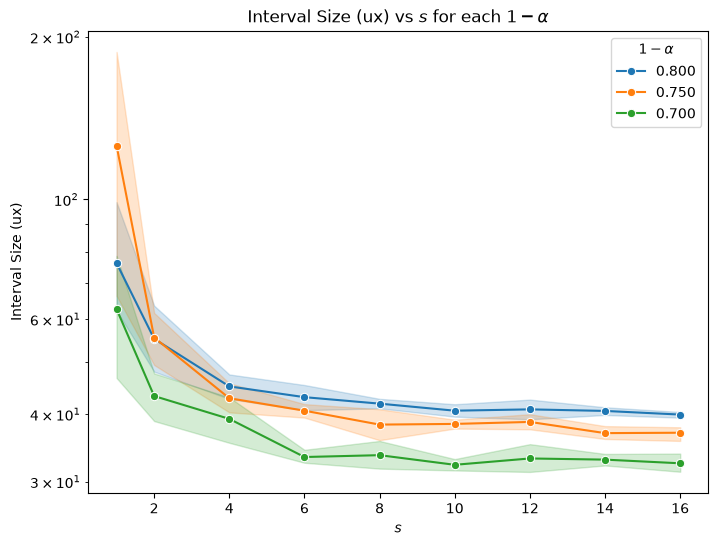 Interval Size (ux) vs s for each 1 − α
2 × 10²
10²
6 × 10¹
4 × 10¹
3 × 10¹
Interval Size (ux)
1 − α
0.800
0.750
0.700
2 4 6 8 10 12 14 16
s